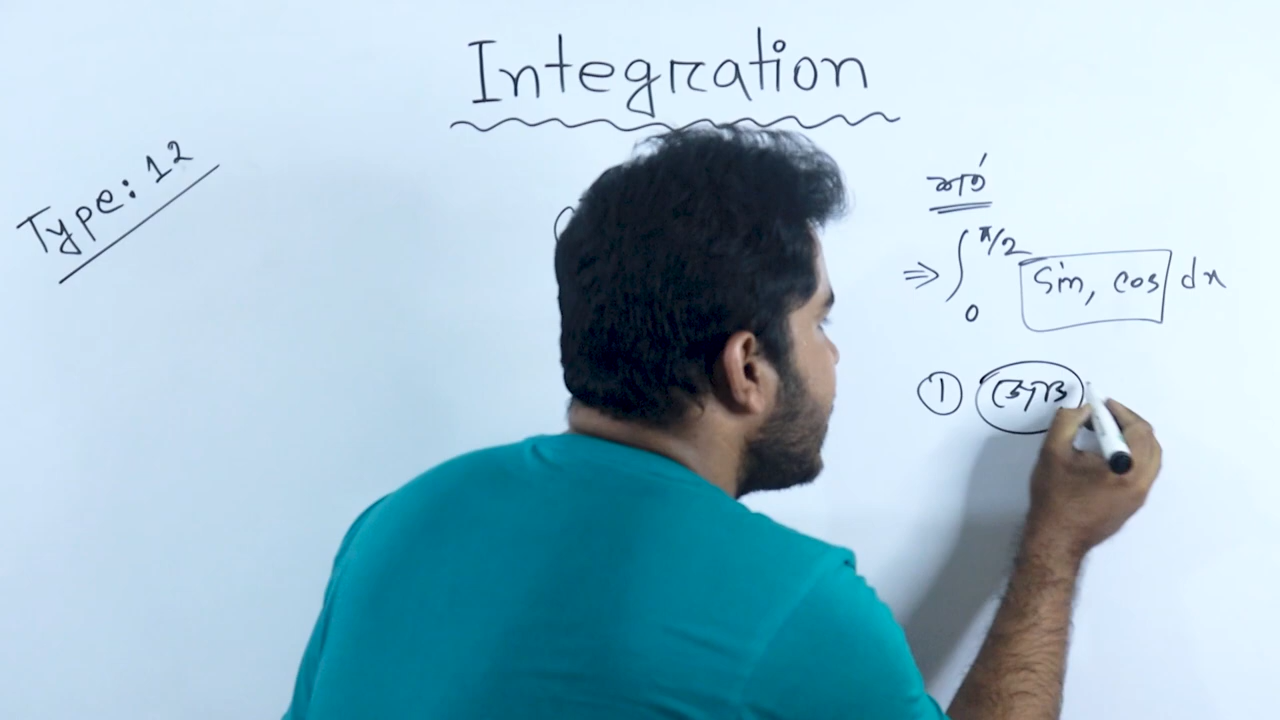 Integration
Type: 12
শর্ত
⇒ ∫₀^π/2 Sin, cos dx
① জোড়